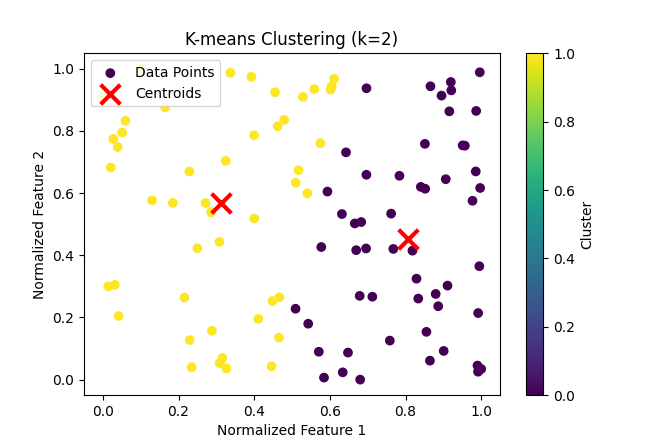 K-means Clustering (k=2)
Data Points
Centroids
1.0
0.8
0.6
0.4
0.2
0.0
Normalized Feature 2
0.0 0.2 0.4 0.6 0.8 1.0
Normalized Feature 1
1.0
0.8
0.6
0.4
0.2
0.0
Cluster